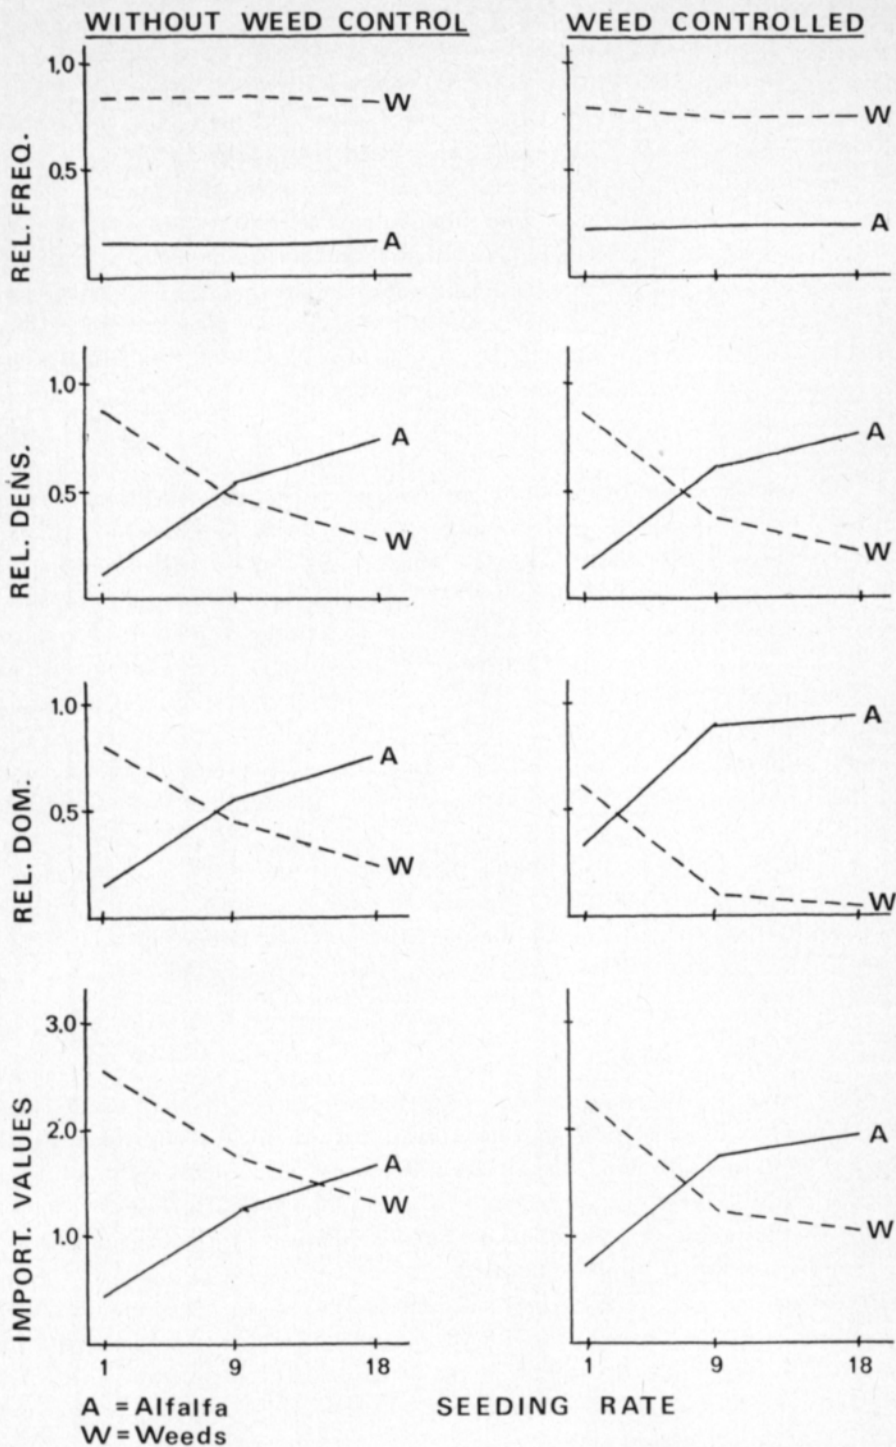 WITHOUT WEED CONTROL
WEED CONTROLLED
REL. FREQ.
1,0
0,5
W
A
W
A
REL. DENS.
1,0
0,5
A
W
A
W
REL. DOM.
1,0
0,5
A
W
A
W
IMPORT. VALUES
3.0
2.0
1.0
A
W
A
W
1 9 18
1 9 18
SEEDING RATE
A = Alfalfa
W = Weeds